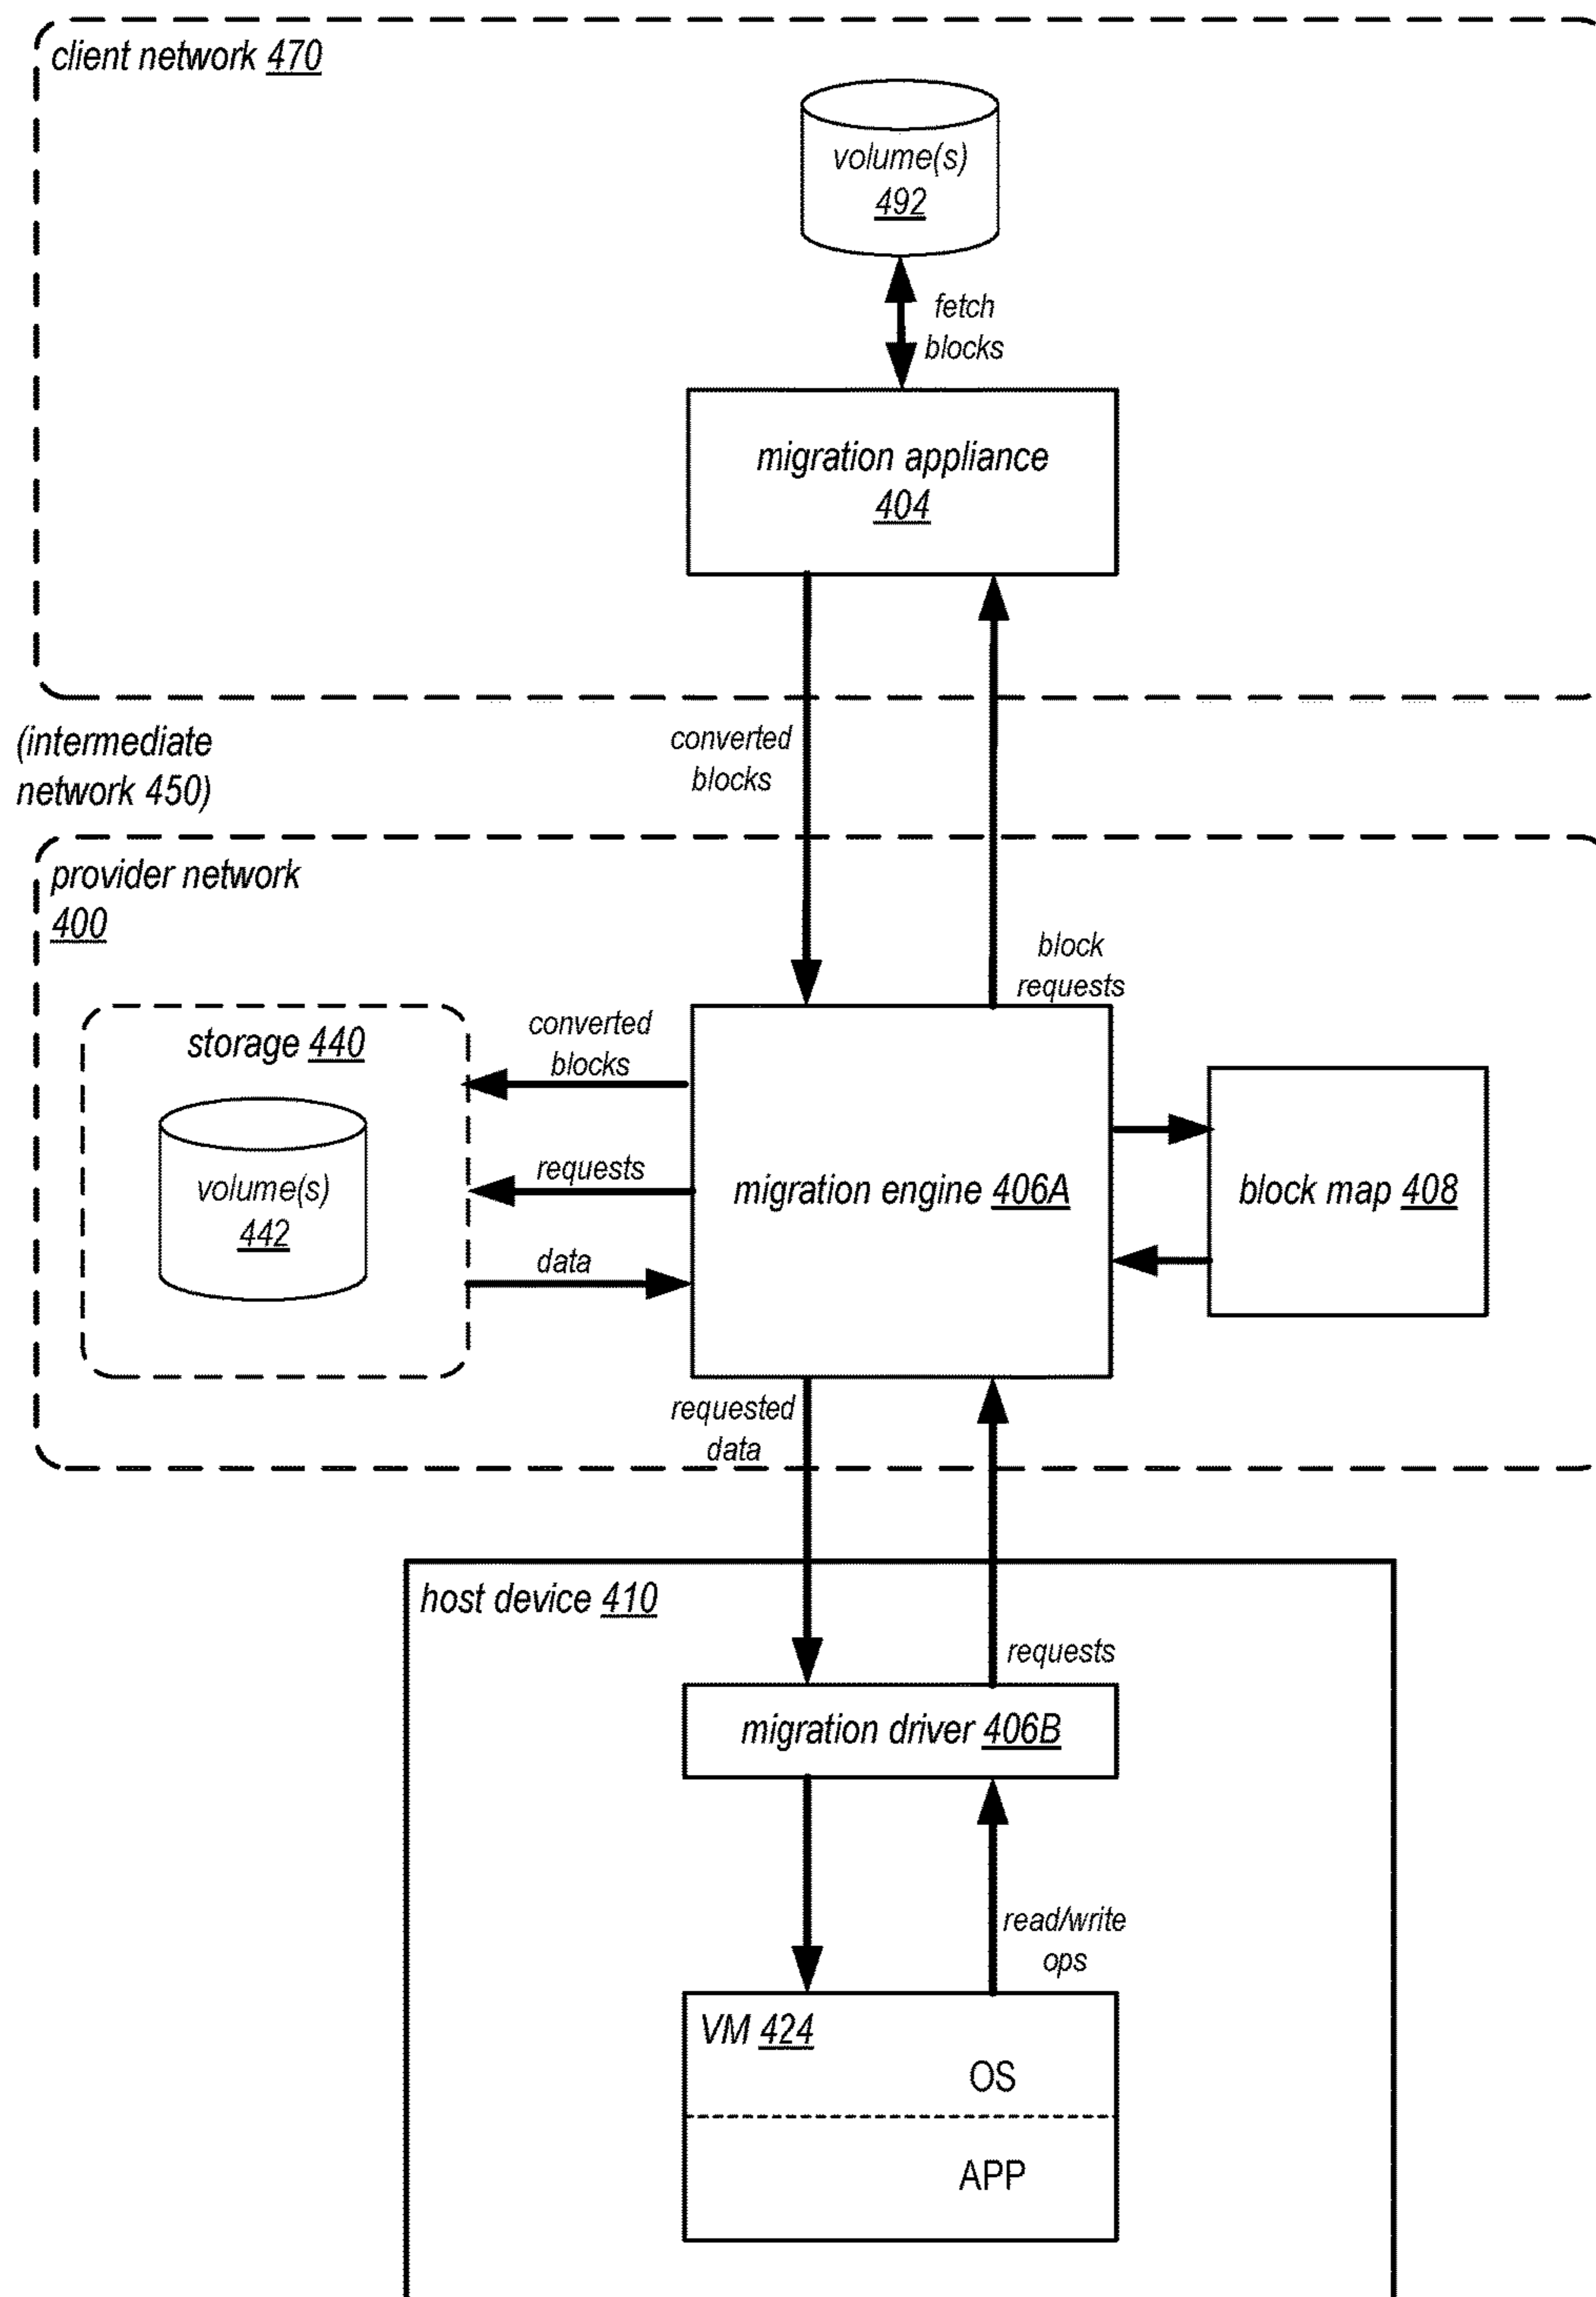 client network 470
volume(s)
492
fetch
blocks
migration appliance
404
(intermediate
network 450)
converted
blocks
provider network
400
block
requests
storage 440
converted
blocks
volume(s)
442
requests
data
migration engine 406A
block map 408
requested
data
host device 410
requests
migration driver 406B
read/write
ops
VM 424
OS
APP